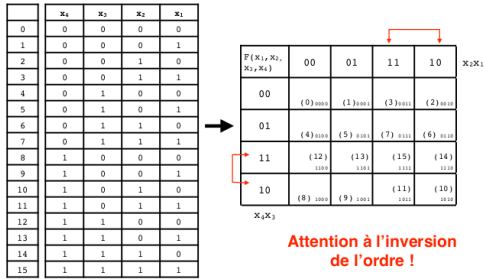 x₄ x₃ x₂ x₁
0 0 0 0 0
1 0 0 0 1
2 0 0 1 0
3 0 0 1 1
4 0 1 0 0
5 0 1 0 1
6 0 1 1 0
7 0 1 1 1
8 1 0 0 0
9 1 0 0 1
10 1 0 1 0
11 1 0 1 1
12 1 1 0 0
13 1 1 0 1
14 1 1 1 0
15 1 1 1 1
F(x₁,x₂,
x₃,x₄)
00 01 11 10 x₂x₁
00
(0)0000 (1)0001 (3)0011 (2)0010
01
(4)0100 (5) 0101 (7) 0111 (6) 0110
11 (12) (13) (15) (14)
1100 1101 1111 1110
10 (11) (10)
(8) 1000 (9) 1001 1011 1010
x₄x₃
Attention à l'inversion
de l'ordre !